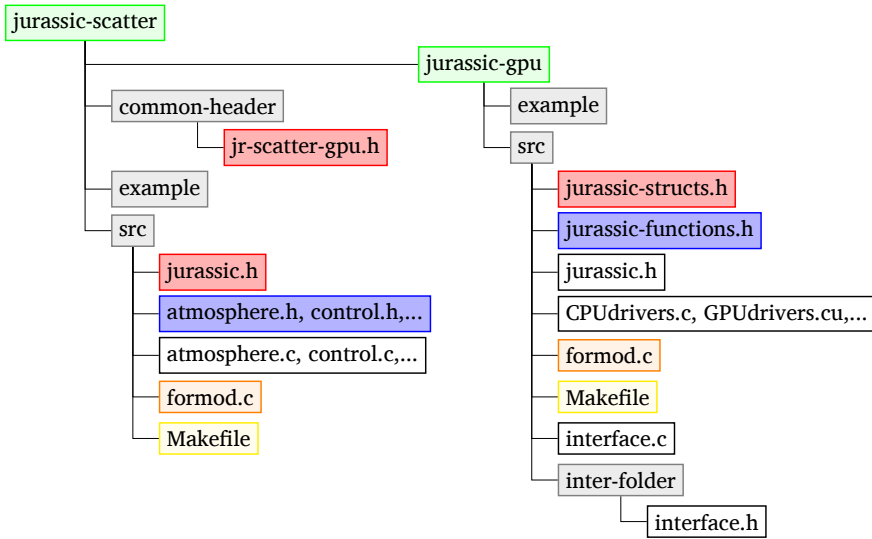 jurassic-scatter
common-header
jr-scatter-gpu.h
example
src
jurassic.h
atmosphere.h, control.h,...
atmosphere.c, control.c,...
formod.c
Makefile
jurassic-gpu
example
src
jurassic-structs.h
jurassic-functions.h
jurassic.h
CPUdrivers.c, GPUdrivers.cu,...
formod.c
Makefile
interface.c
inter-folder
interface.h